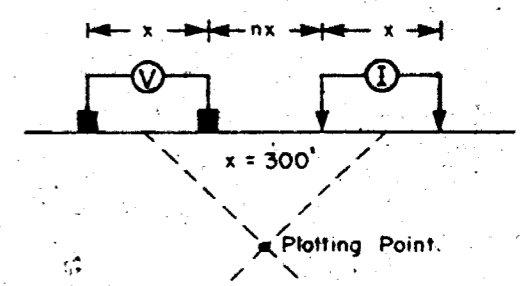 x nx x
V I
x = 300'
Plotting Point.